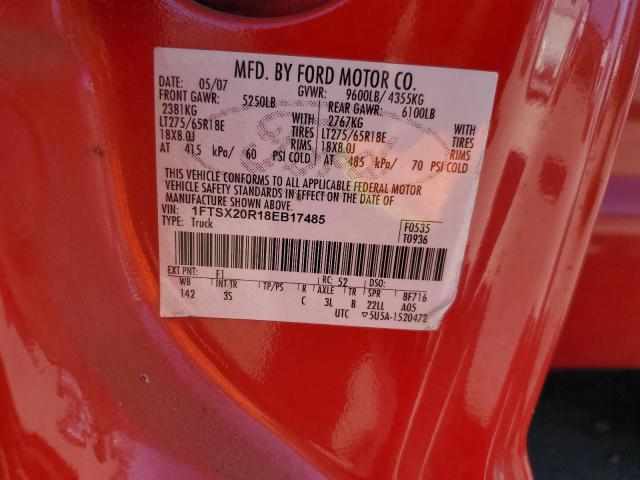 MFD. BY FORD MOTOR CO.
DATE: 05/07 GVWR: 9600LB/ 4355KG
FRONT GAWR: 5250LB REAR GAWR: 6100LB
2381KG 2767KG
LT275/65R18E TIRES LT275/65R18E TIRES
18X8.0J RIMS 18X8.0J RIMS
AT 415 kPa/ 60 PSI COLD AT 485 kPa/ 70 PSI COLD
THIS VEHICLE CONFORMS TO ALL APPLICABLE FEDERAL MOTOR
VEHICLE SAFETY STANDARDS IN EFFECT ON THE DATE OF
MANUFACTURE SHOWN ABOVE.
VIN: 1FTSX20R18EB17485 F0535
TYPE: Truck T0936
EXT PNT: F1 RC: 52 DSO:
WB INT TR TP/PS R AXLE TR SPR 8F716
142 3S C 3L B 22LL A05
UTC ▽5U5A-1520472